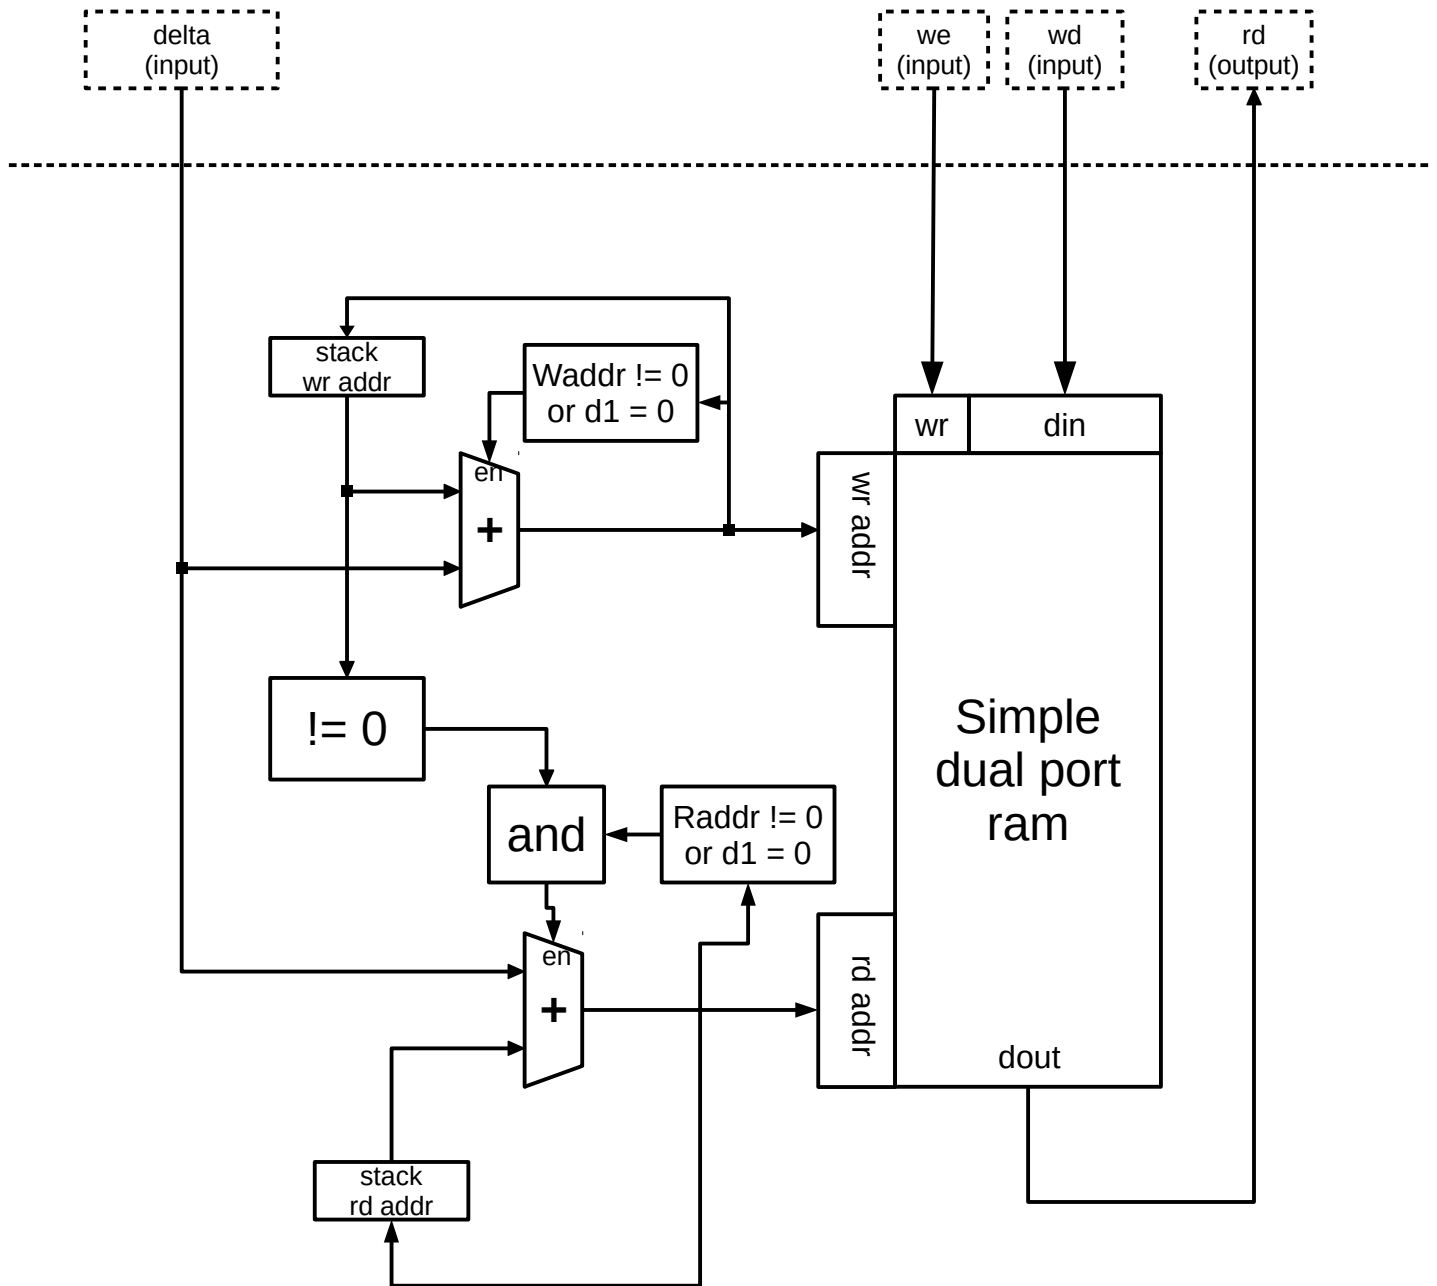 delta
(input)
we
(input)
wd
(input)
rd
(output)
stack
wr addr
Waddr != 0
or d1 = 0
wr
din
en
+
wr addr
!= 0
Simple
dual port
ram
and
Raddr != 0
or d1 = 0
en
+
rd addr
dout
stack
rd addr